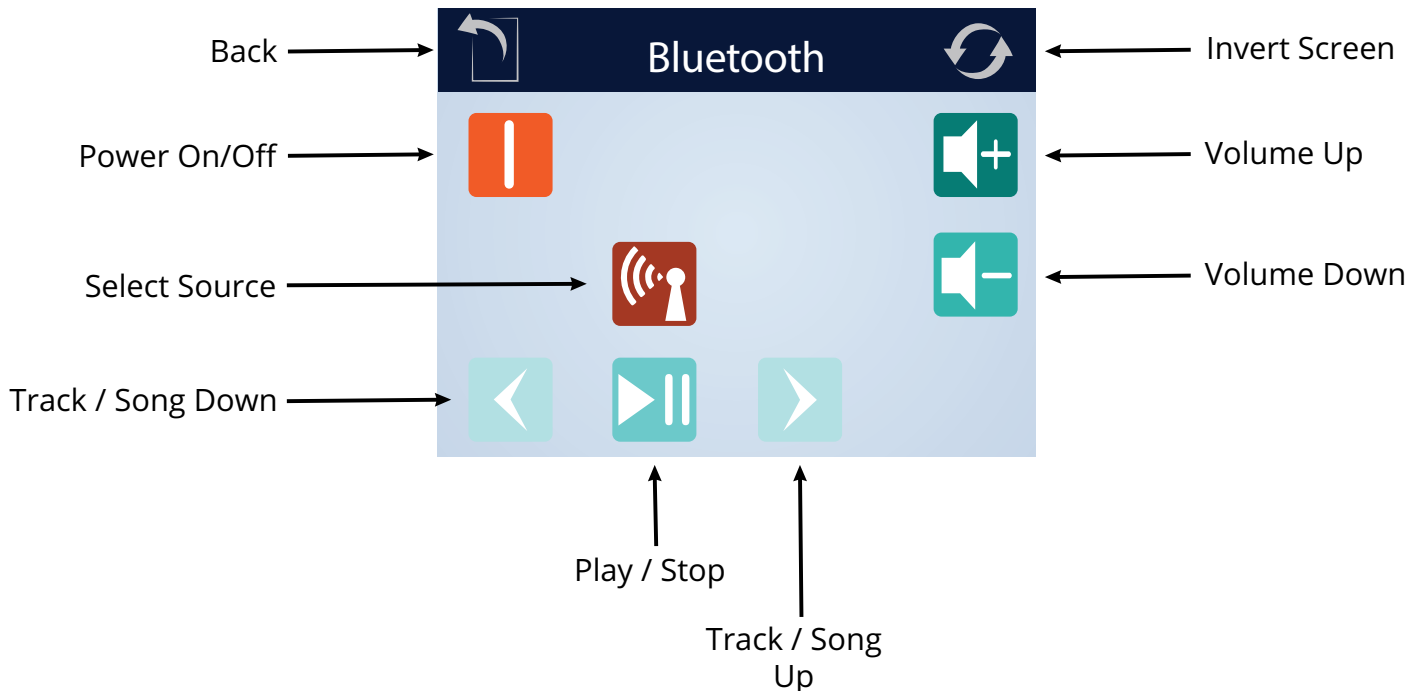 Back
Bluetooth
Invert Screen
Power On/Off
Volume Up
Select Source
Volume Down
Track / Song Down
Play / Stop
Track / Song
Up